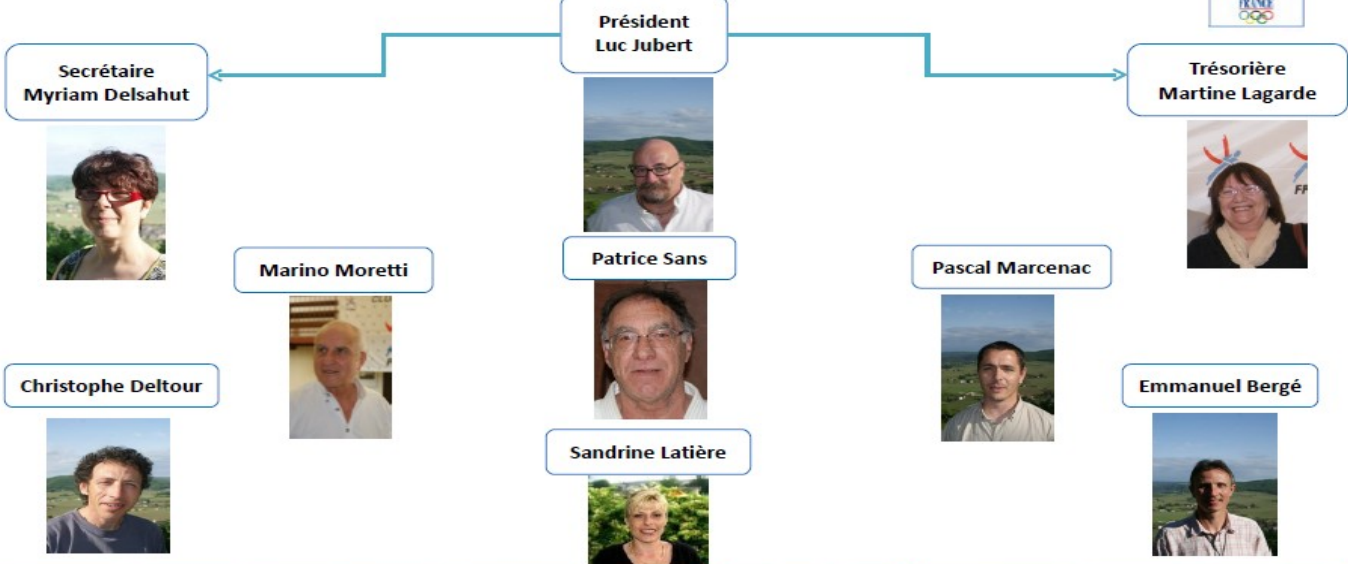 FRANCE
Président
Luc Jubert
Secrétaire
Myriam Delsahut
Trésorière
Martine Lagarde
Marino Moretti
Patrice Sans
Pascal Marcenac
Christophe Deltour
Emmanuel Bergé
Sandrine Latière